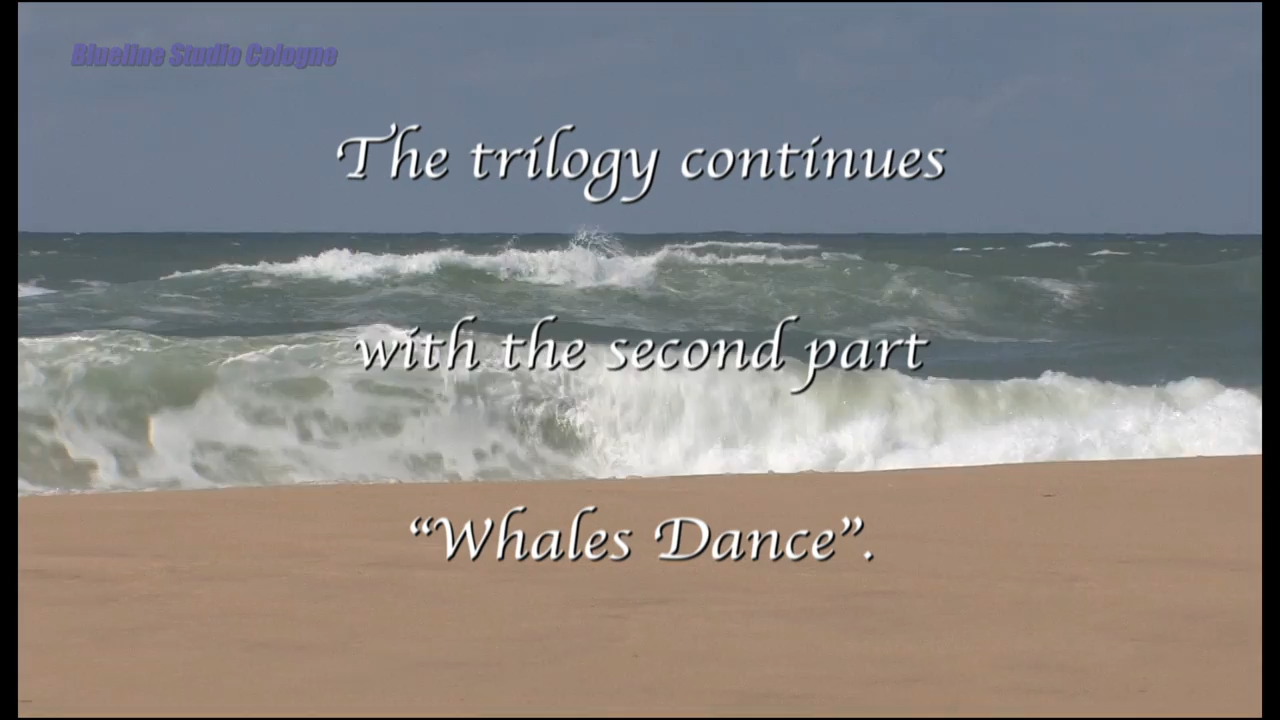 Blueline Studio Cologne
The trilogy continues
with the second part
“Whales Dance”.